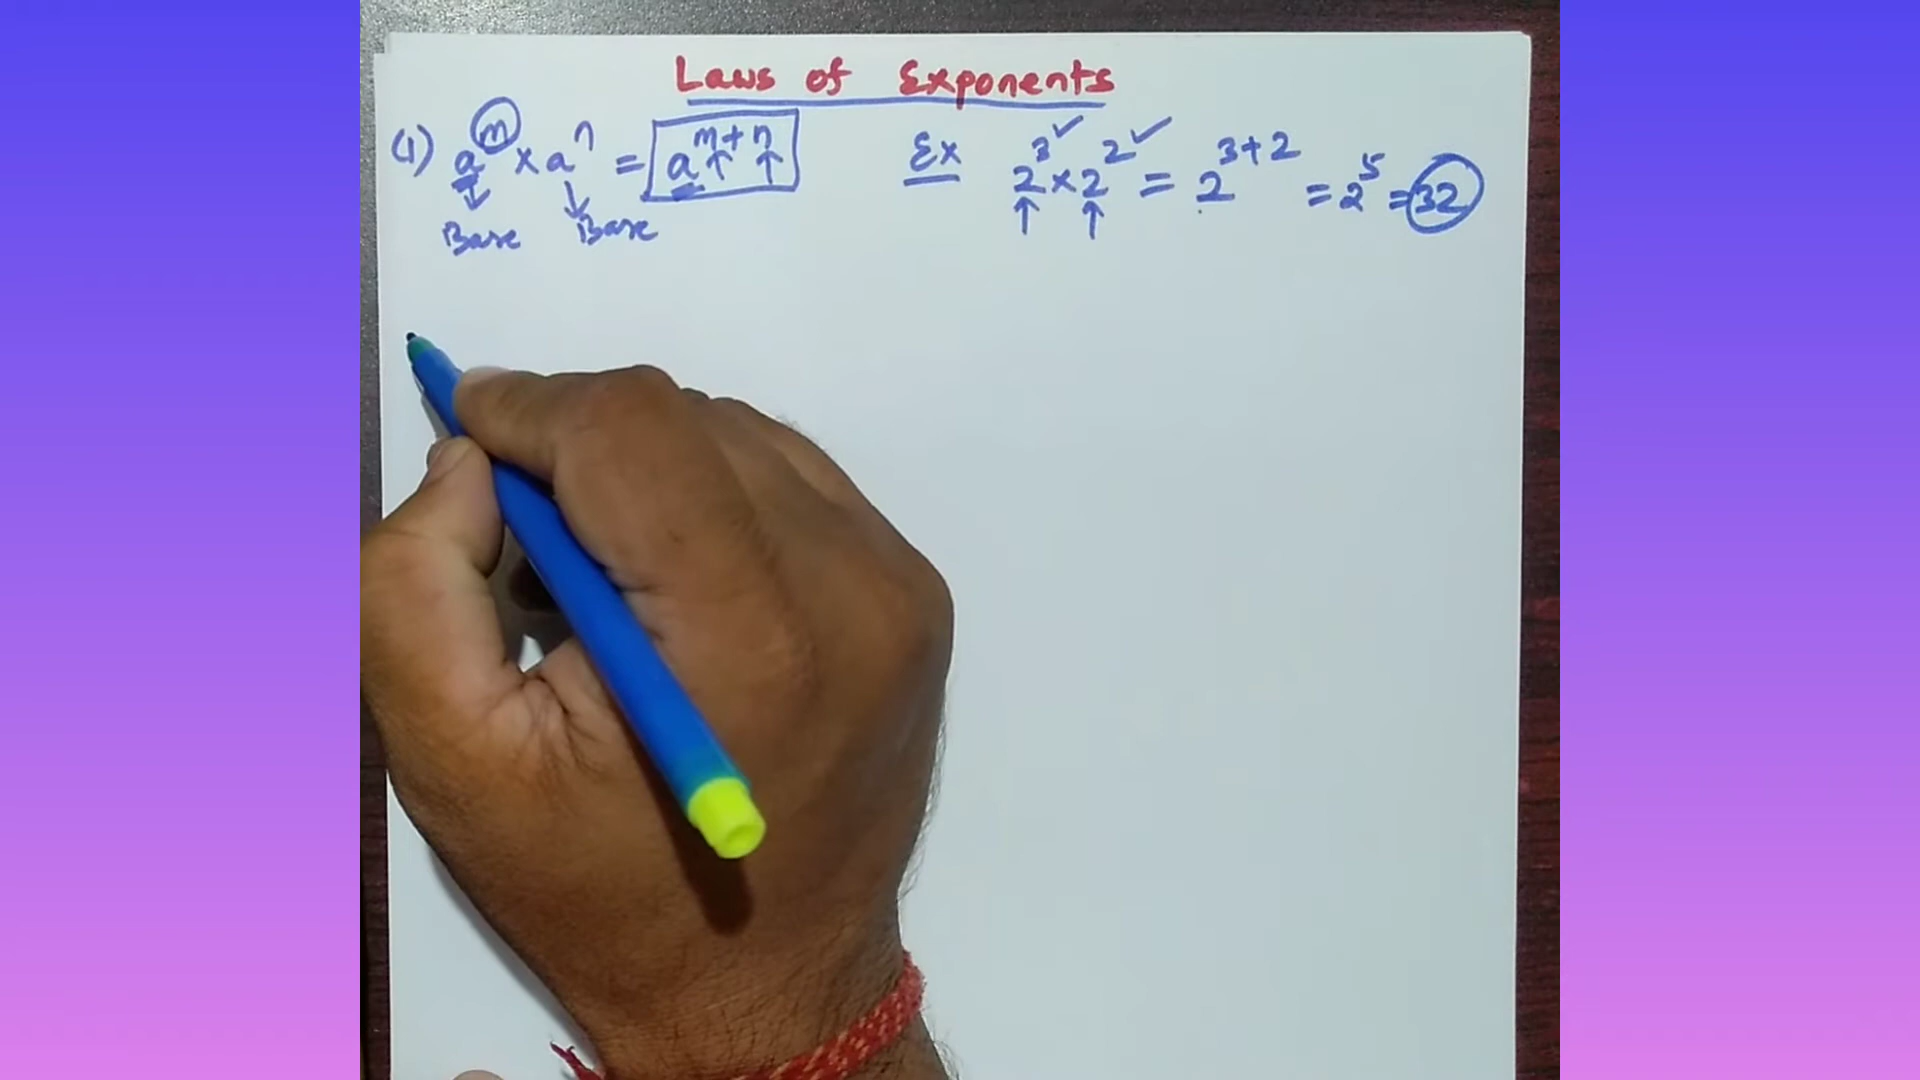 Laws of Exponents
(1) a^m × a^n = a^(m+n) Ex 2^3 × 2^2 = 2^(3+2) = 2^5 = 32
Base Base